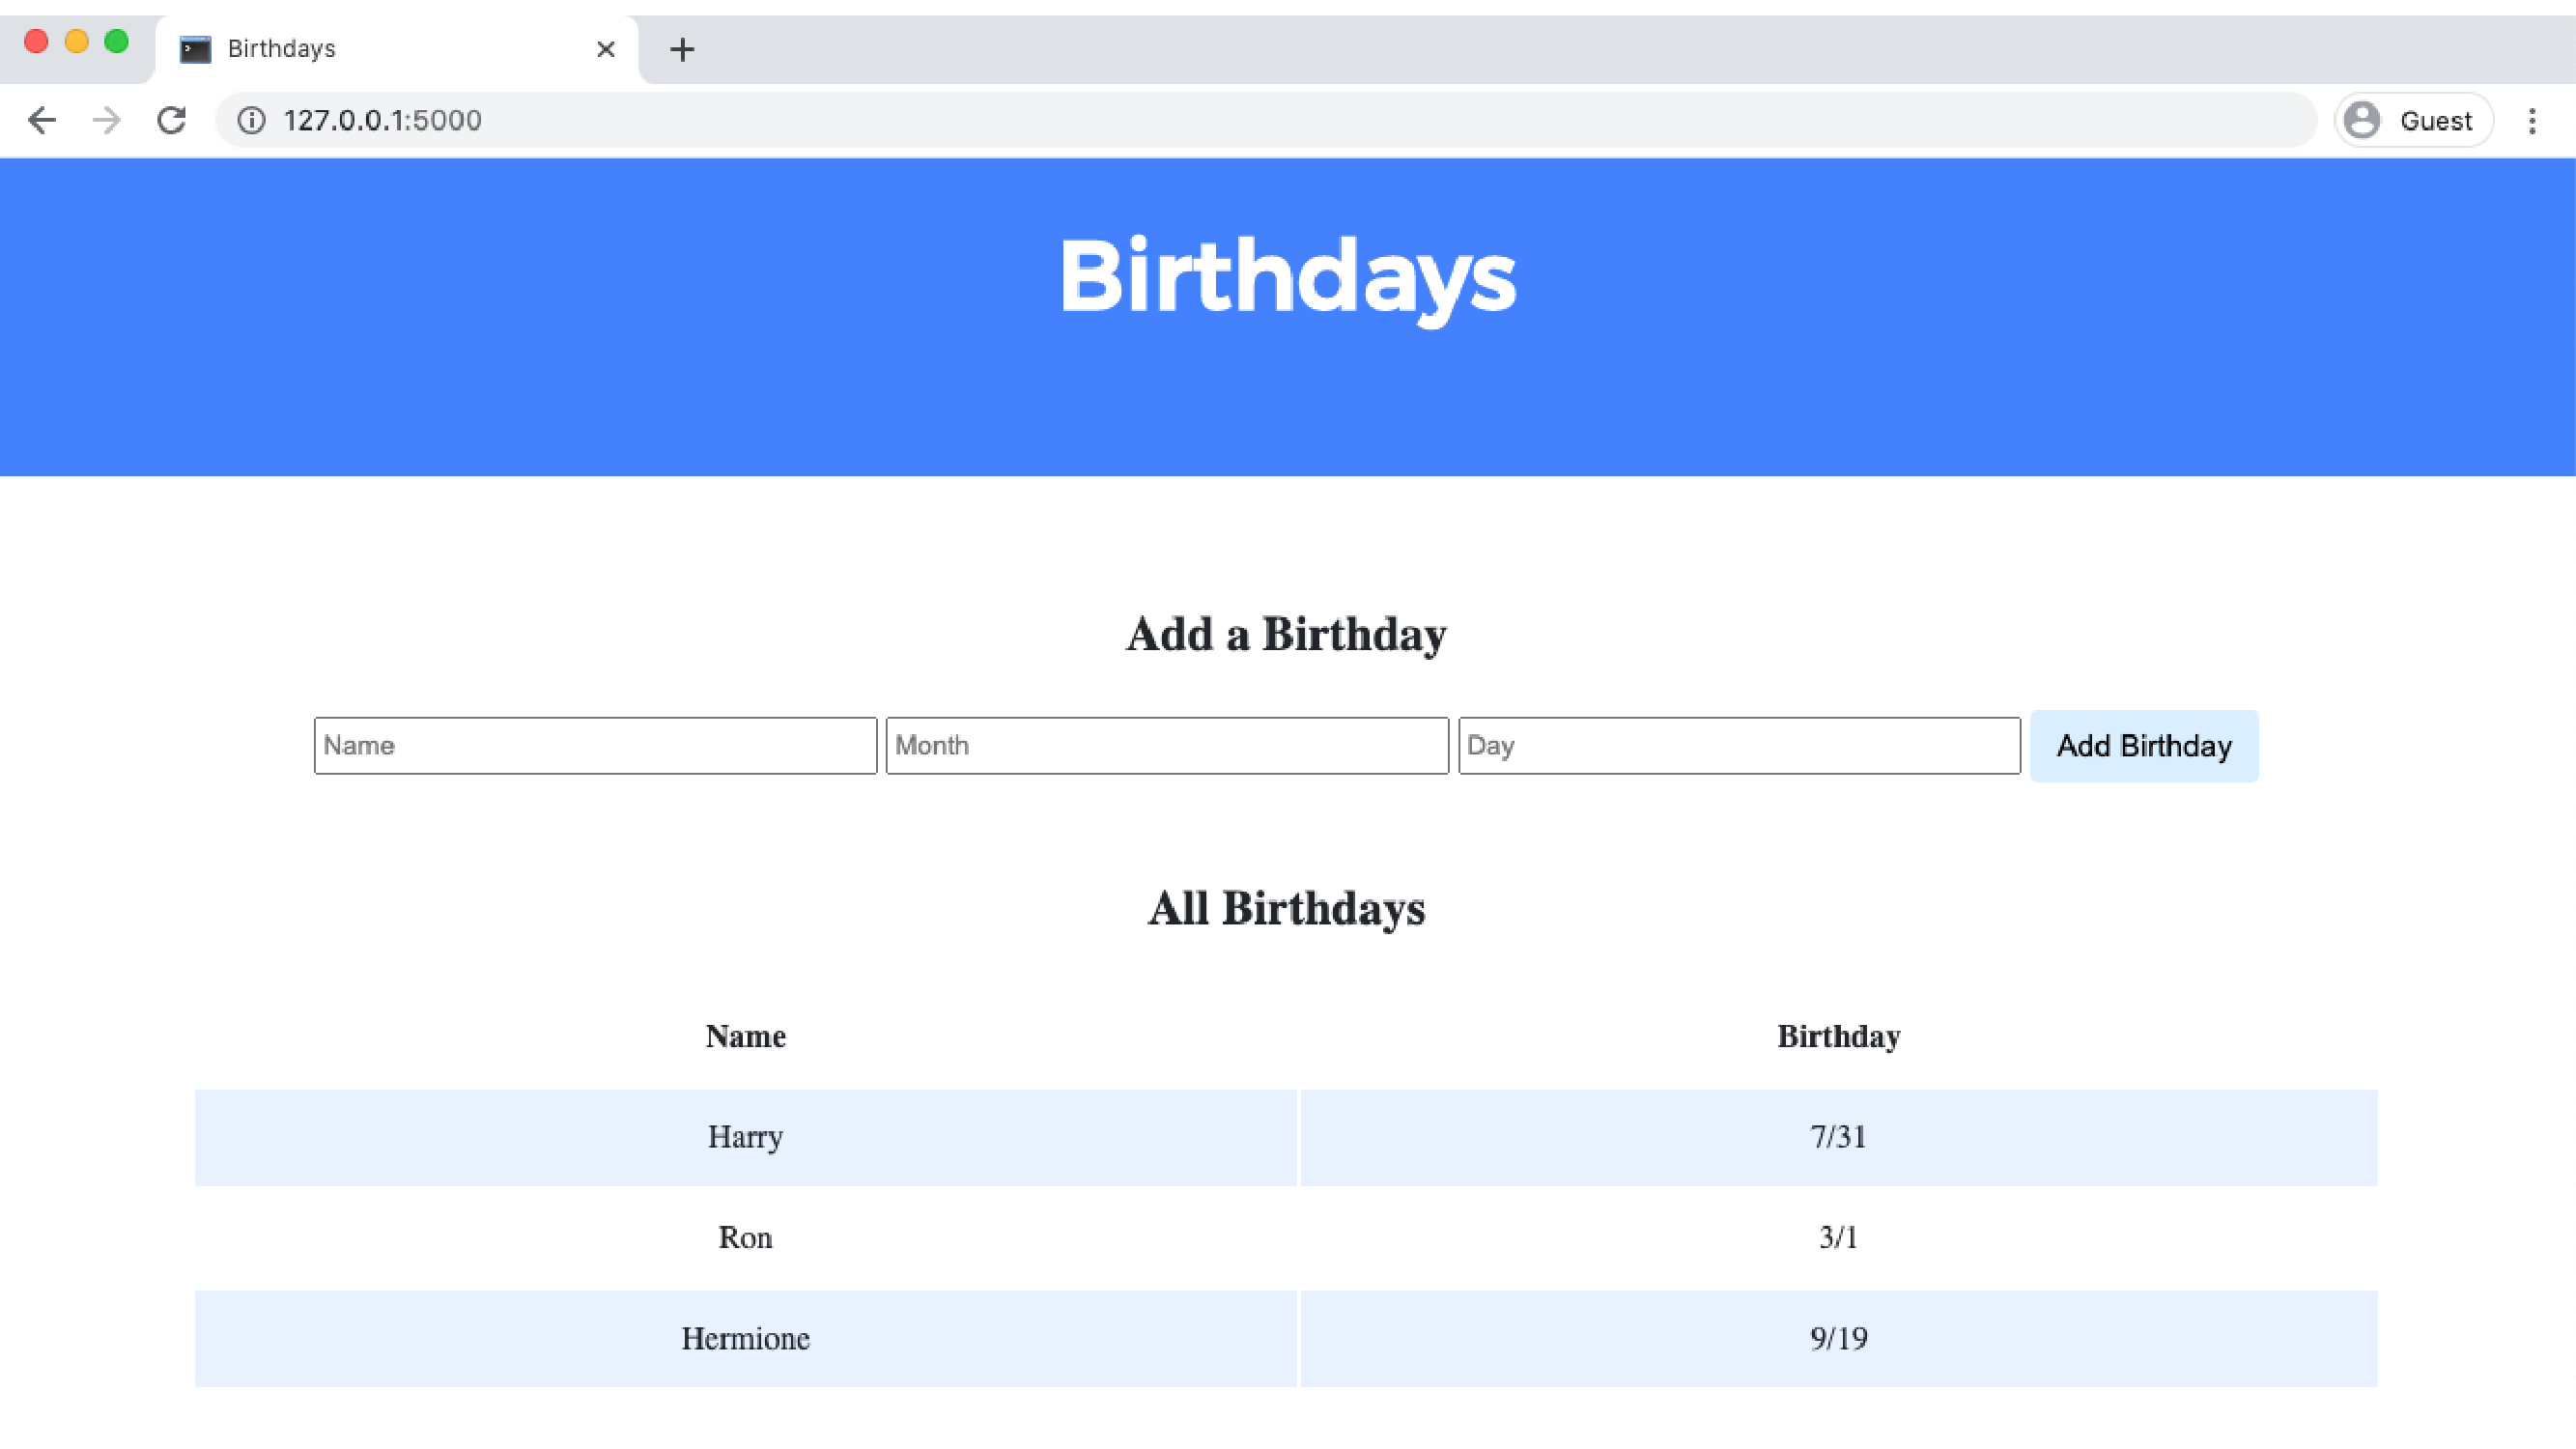 Birthdays
127.0.0.1:5000
Guest
Birthdays
Add a Birthday
Name Month Day Add Birthday
All Birthdays
Name Birthday
Harry 7/31
Ron 3/1
Hermione 9/19